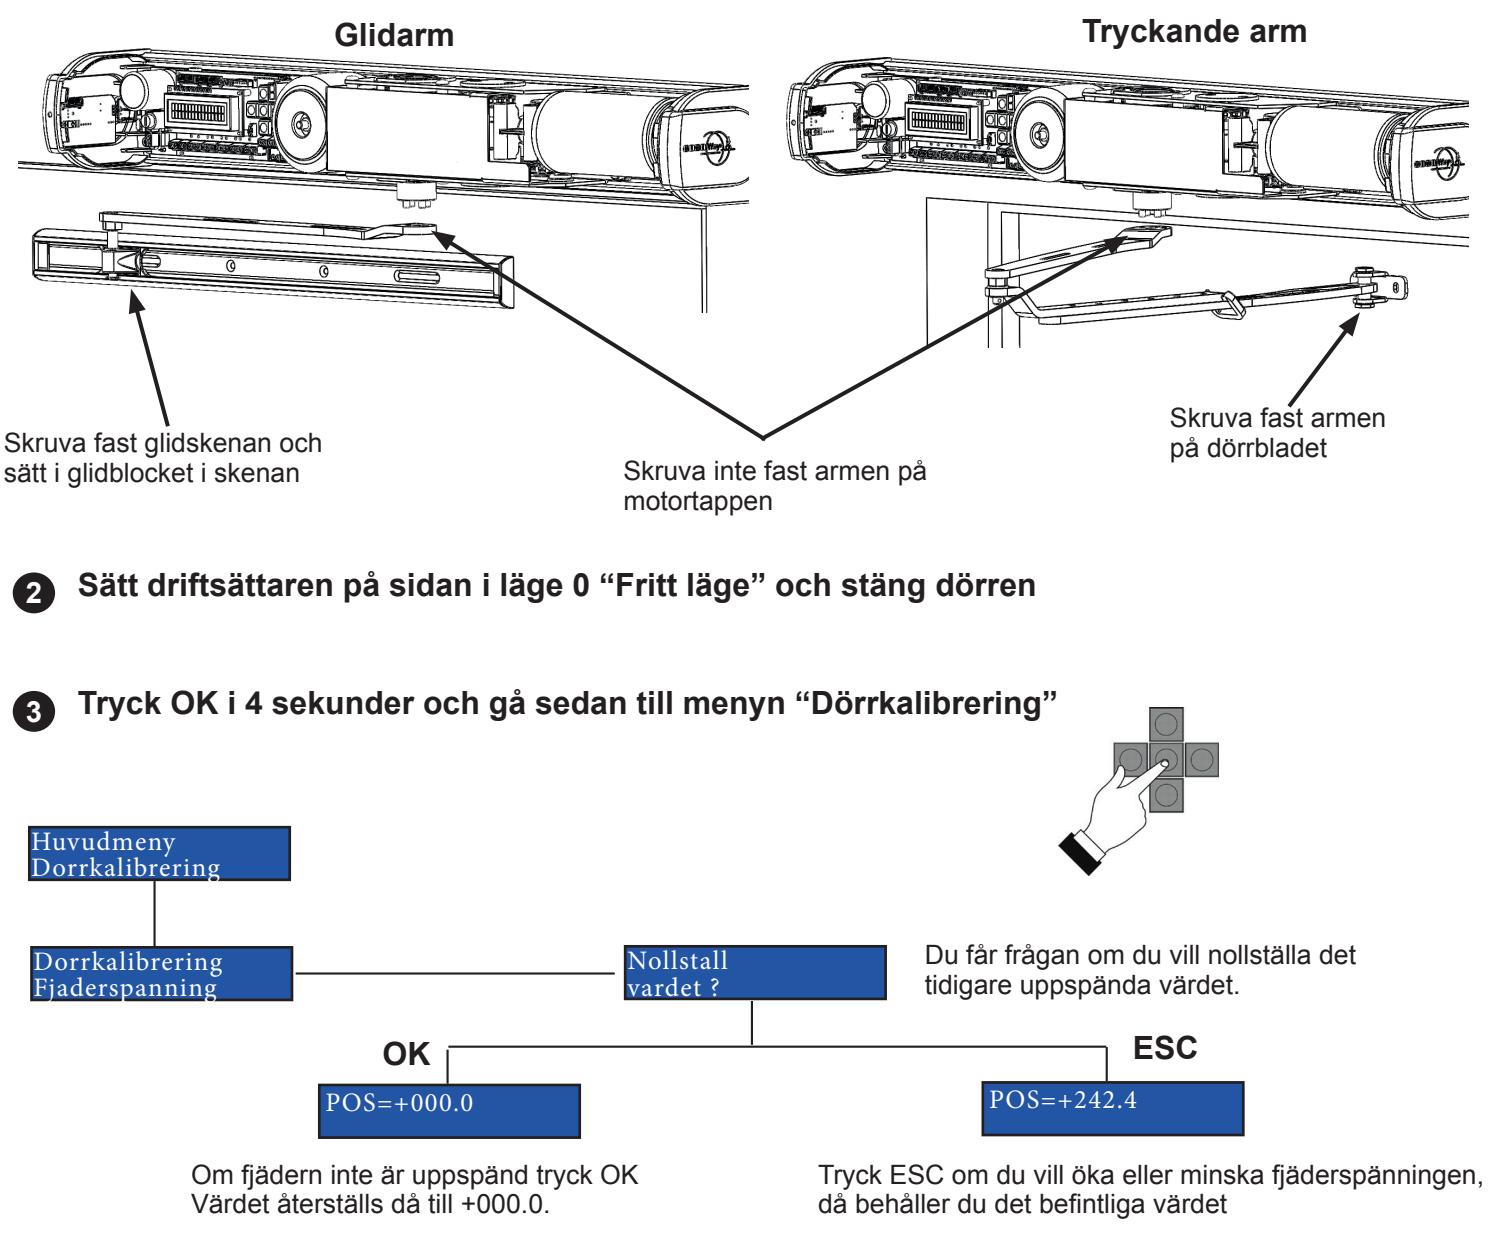 Glidarm
Tryckande arm
Skruva fast glidskenan och
sätt i glidblocket i skenan
Skruva inte fast armen på
motortappen
Skruva fast armen
på dörrbladet
2 Sätt driftsättaren på sidan i läge 0 “Fritt läge” och stäng dörren
3 Tryck OK i 4 sekunder och gå sedan till menyn “Dörrkalibrering”
Huvudmeny
Dorrkalibrering
Dorrkalibrering
Fjaderspanning
Nollstall
vardet ?
Du får frågan om du vill nollställa det
tidigare uppspända värdet.
OK
ESC
POS=+000.0
POS=+242.4
Om fjädern inte är uppspänd tryck OK
Värdet återställs då till +000.0.
Tryck ESC om du vill öka eller minska fjäderspänningen,
då behåller du det befintliga värdet